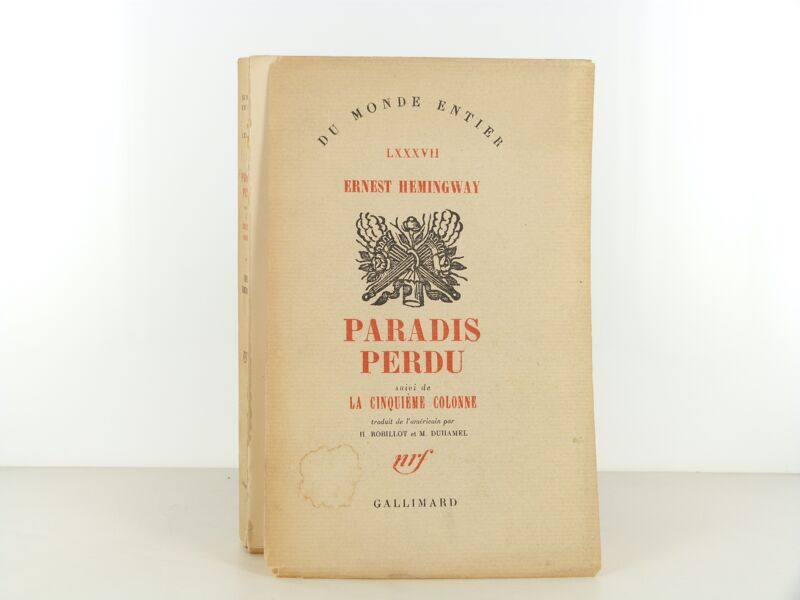 DU MONDE ENTIER
LXXXVII
ERNEST HEMINGWAY
PARADIS
PERDU
suivi de
LA CINQUIÈME COLONNE
traduit de l'américain par
H. ROBILLOT et M. DUHAMEL
nrf
GALLIMARD